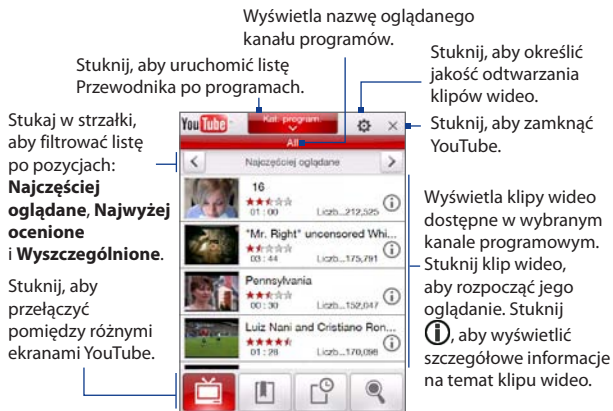 Wyświetla nazwę oglądanego
kanału programów.
Stuknij, aby uruchomić listę
Przewodnika po programach.
Stuknij, aby określić
jakość odtwarzania
klipów wideo.
Stuknij, aby zamknąć
YouTube.
Stukaj w strzałki,
aby filtrować listę
po pozycjach:
Najczęściej
oglądane, Najwyżej
ocenione
i Wyszczególnione.
Stuknij, aby
przełączyć
pomiędzy różnymi
ekranami YouTube.
YouTube
Kat. program.
All
Najczęściej oglądane
16
01 : 00 Liczb...212,525
"Mr. Right" uncensored Whi...
03 : 44 Liczb...175,791
Pennsylvania
00 : 30 Liczb...152,047
Luiz Nani and Cristiano Ron...
01 : 26 Liczb...170,098
Wyświetla klipy wideo
dostępne w wybranym
kanale programowym.
Stuknij klip wideo,
aby rozpocząć jego
oglądanie. Stuknij
, aby wyświetlić
szczegółowe informacje
na temat klipu wideo.